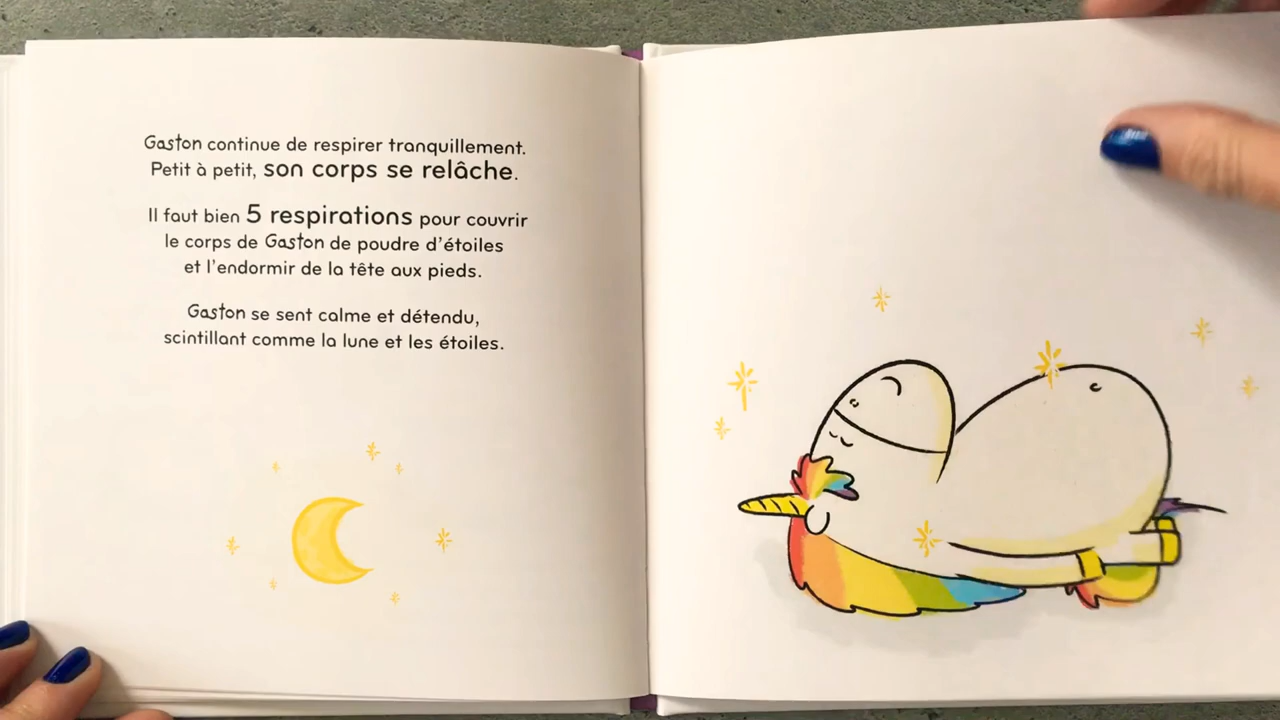 Gaston continue de respirer tranquillement.
Petit à petit, son corps se relâche.
Il faut bien 5 respirations pour couvrir
le corps de Gaston de poudre d'étoiles
et l'endormir de la tête aux pieds.
Gaston se sent calme et détendu,
scintillant comme la lune et les étoiles.